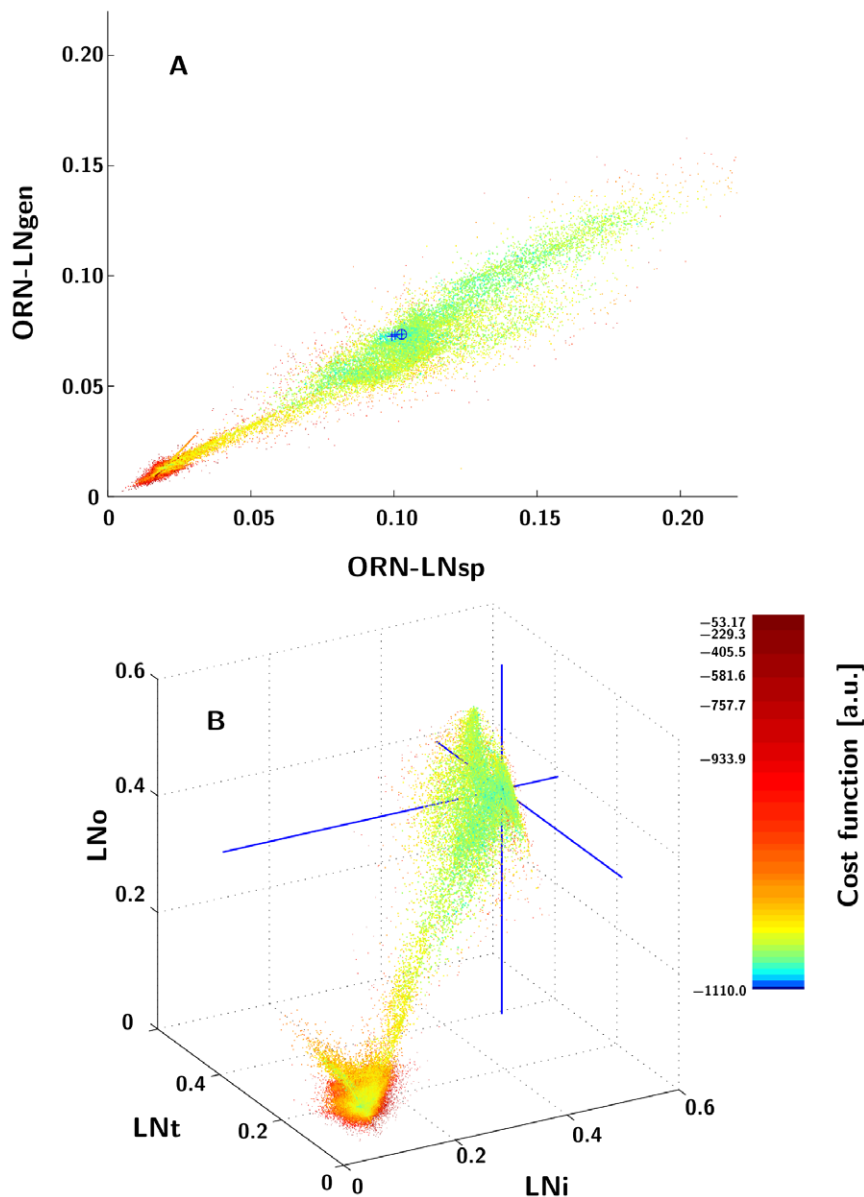 0.20
A
0.15
ORN-LNgen
0.10
0.05
0
0 0.05 0.10 0.15 0.20
ORN-LNsp
0.6
B
0.4
LNo
0.2
0
0.4
LNt
0.2
0
0
0.2
0.4
0.6
LNi
−53.17
−229.3
−405.5
−581.6
−757.7
−933.9
−1110.0
Cost function [a.u.]